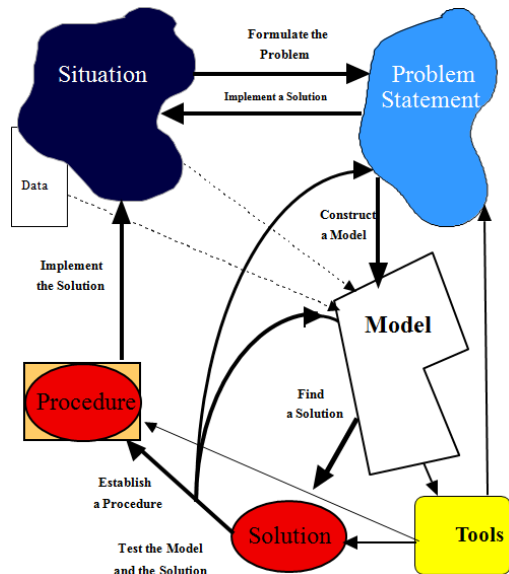 Formulate the
Problem
Situation
Problem
Statement
Implement a Solution
Data
Construct
a Model
Implement
the Solution
Model
Find
a Solution
Procedure
Establish
a Procedure
Solution
Tools
Test the Model
and the Solution